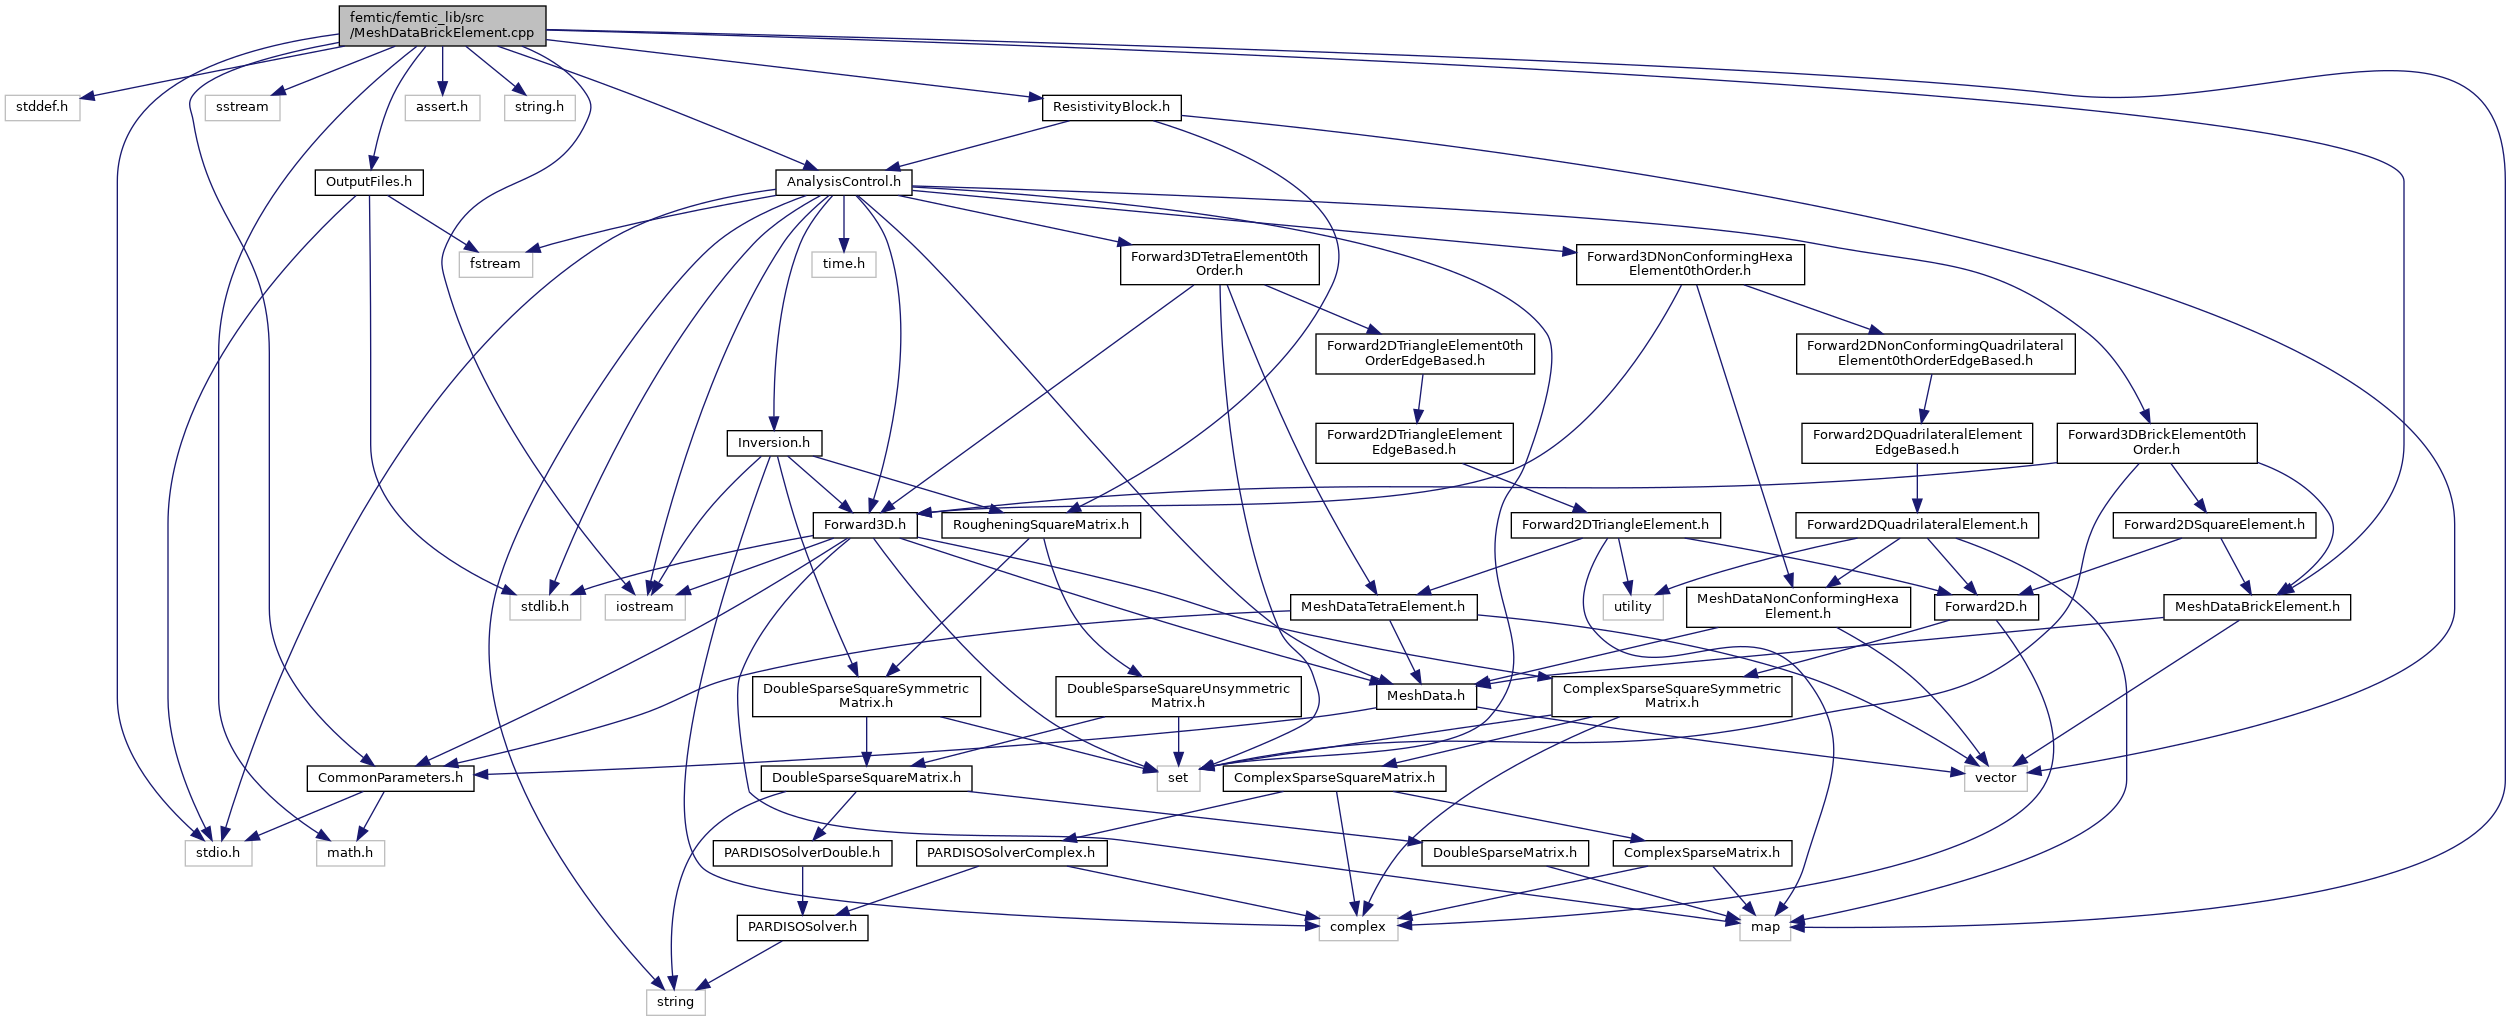 femtic/femtic_lib/src
/MeshDataBrickElement.cpp
stddef.h
sstream
assert.h
string.h
ResistivityBlock.h
OutputFiles.h
AnalysisControl.h
fstream
time.h
Forward3DTetraElement0th
Order.h
Forward3DNonConformingHexa
Element0thOrder.h
Forward2DTriangleElement0th
OrderEdgeBased.h
Forward2DNonConformingQuadrilateral
Element0thOrderEdgeBased.h
Inversion.h
Forward2DTriangleElement
EdgeBased.h
Forward2DQuadrilateralElement
EdgeBased.h
Forward3DBrickElement0th
Order.h
Forward3D.h
RougheningSquareMatrix.h
Forward2DTriangleElement.h
Forward2DQuadrilateralElement.h
Forward2DSquareElement.h
stdlib.h
iostream
MeshDataTetraElement.h
utility
MeshDataNonConformingHexa
Element.h
Forward2D.h
MeshDataBrickElement.h
DoubleSparseSquareSymmetric
Matrix.h
DoubleSparseSquareUnsymmetric
Matrix.h
MeshData.h
ComplexSparseSquareSymmetric
Matrix.h
CommonParameters.h
DoubleSparseSquareMatrix.h
set
ComplexSparseSquareMatrix.h
vector
stdio.h
math.h
PARDISOSolverDouble.h
PARDISOSolverComplex.h
DoubleSparseMatrix.h
ComplexSparseMatrix.h
PARDISOSolver.h
complex
map
string